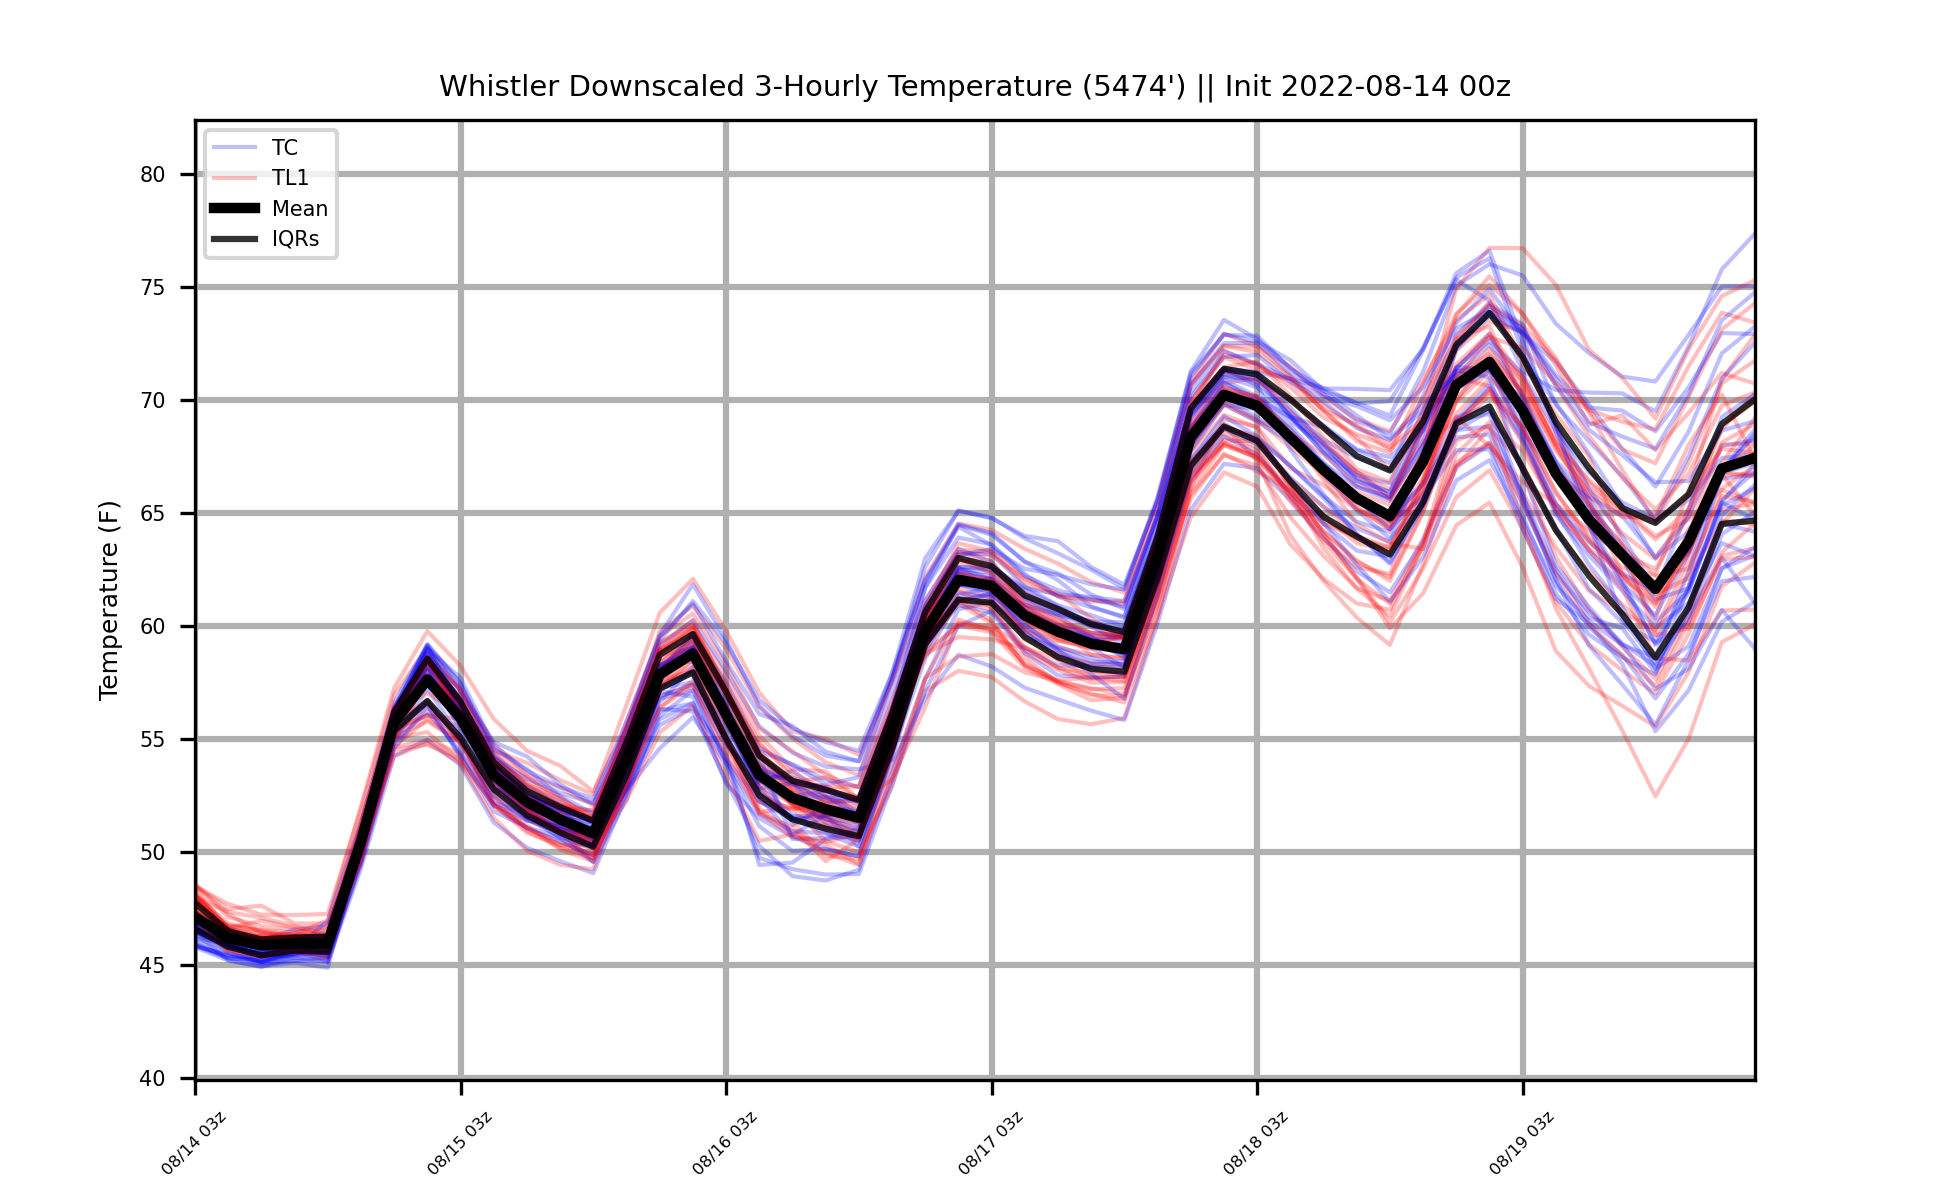 Whistler Downscaled 3-Hourly Temperature (5474') || Init 2022-08-14 00z
TC
TL1
Mean
IQRs
Temperature (F)
80
75
70
65
60
55
50
45
40
08/14 03z
08/15 03z
08/16 03z
08/17 03z
08/18 03z
08/19 03z